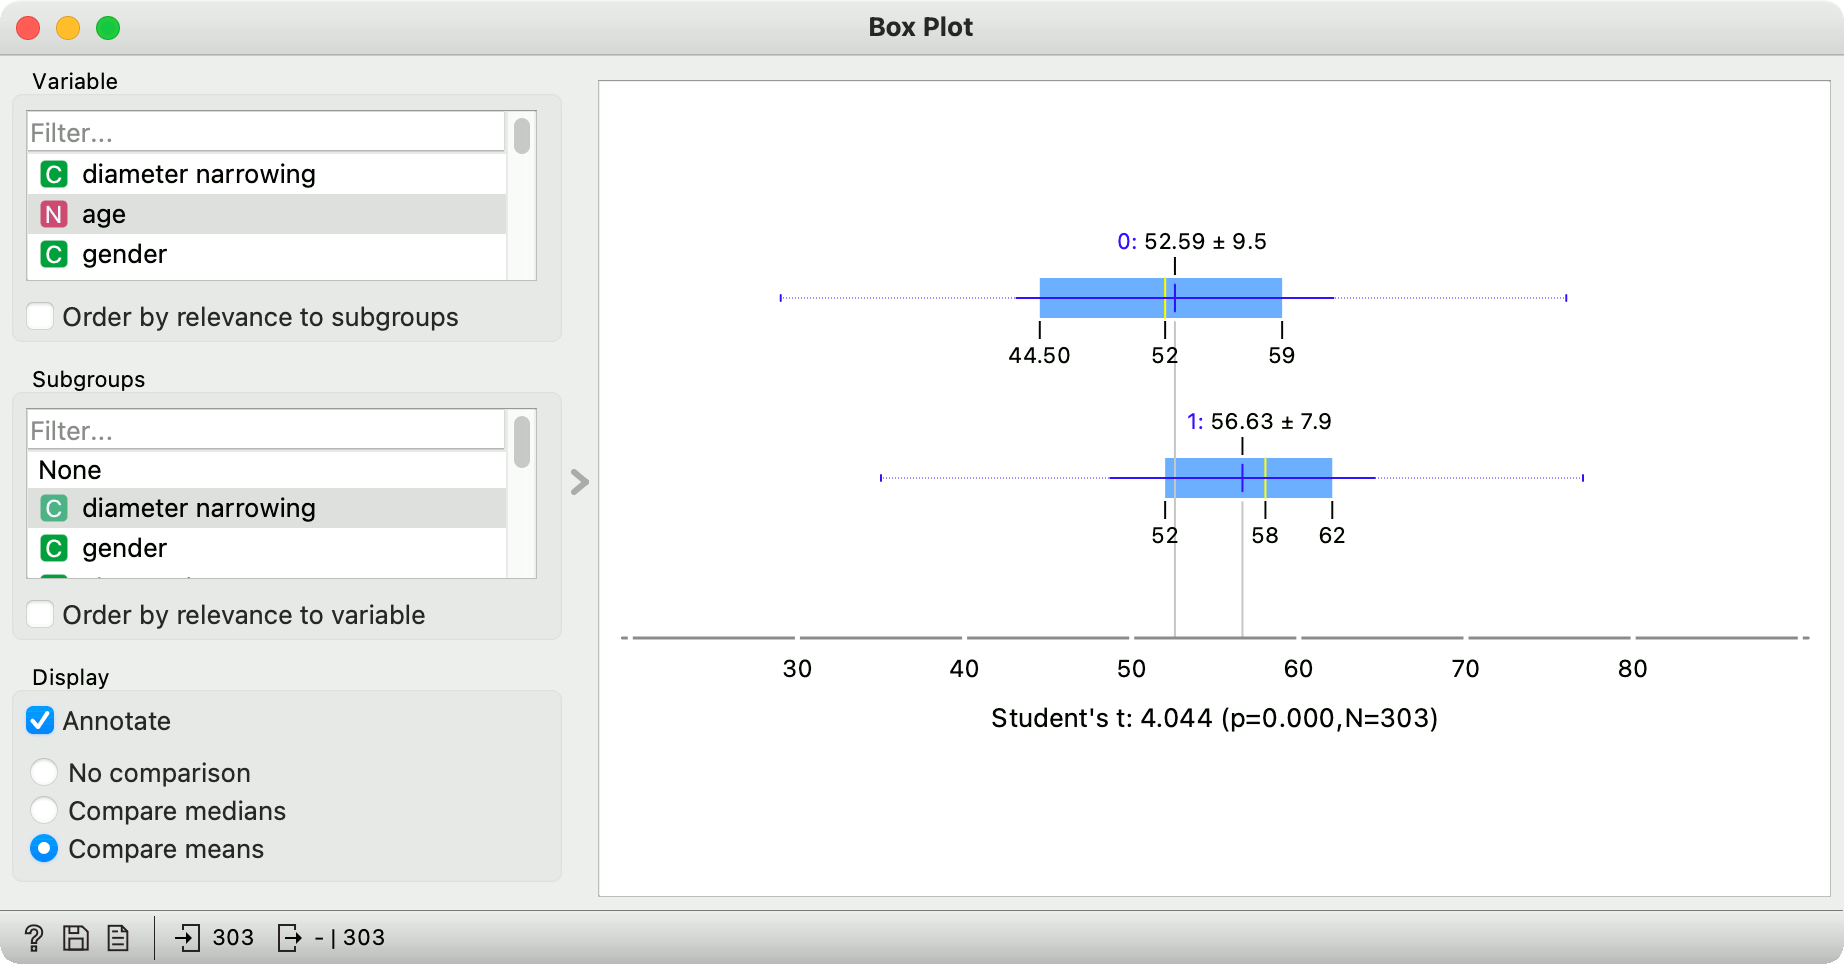 Box Plot
Variable
Filter...
C diameter narrowing
N age
C gender
Order by relevance to subgroups
Subgroups
Filter...
None
C diameter narrowing
C gender
Order by relevance to variable
Display
Annotate
No comparison
Compare medians
Compare means
0: 52.59 ± 9.5
44.50 52 59
1: 56.63 ± 7.9
52 58 62
30 40 50 60 70 80
Student's t: 4.044 (p=0.000,N=303)
? 303 - | 303